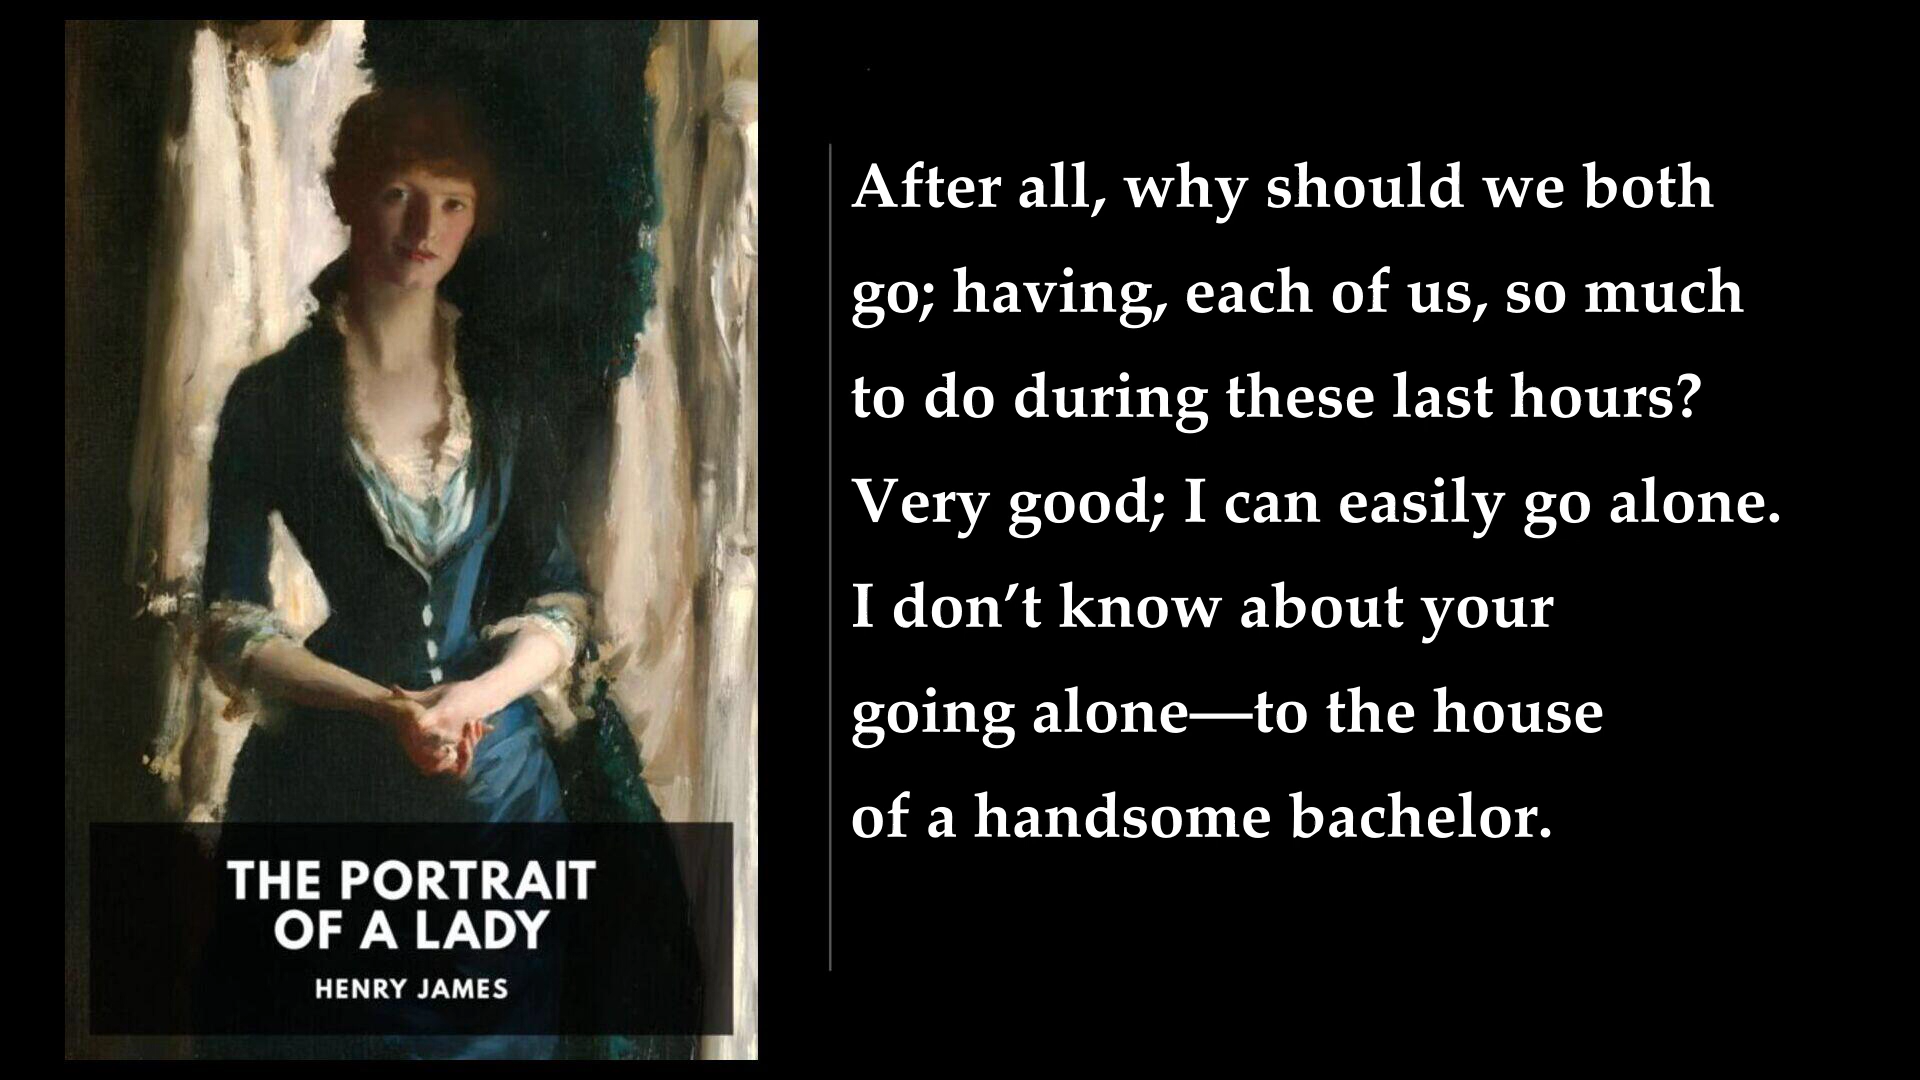 THE PORTRAIT
OF A LADY
HENRY JAMES
After all, why should we both
go; having, each of us, so much
to do during these last hours?
Very good; I can easily go alone.
I don’t know about your
going alone—to the house
of a handsome bachelor.